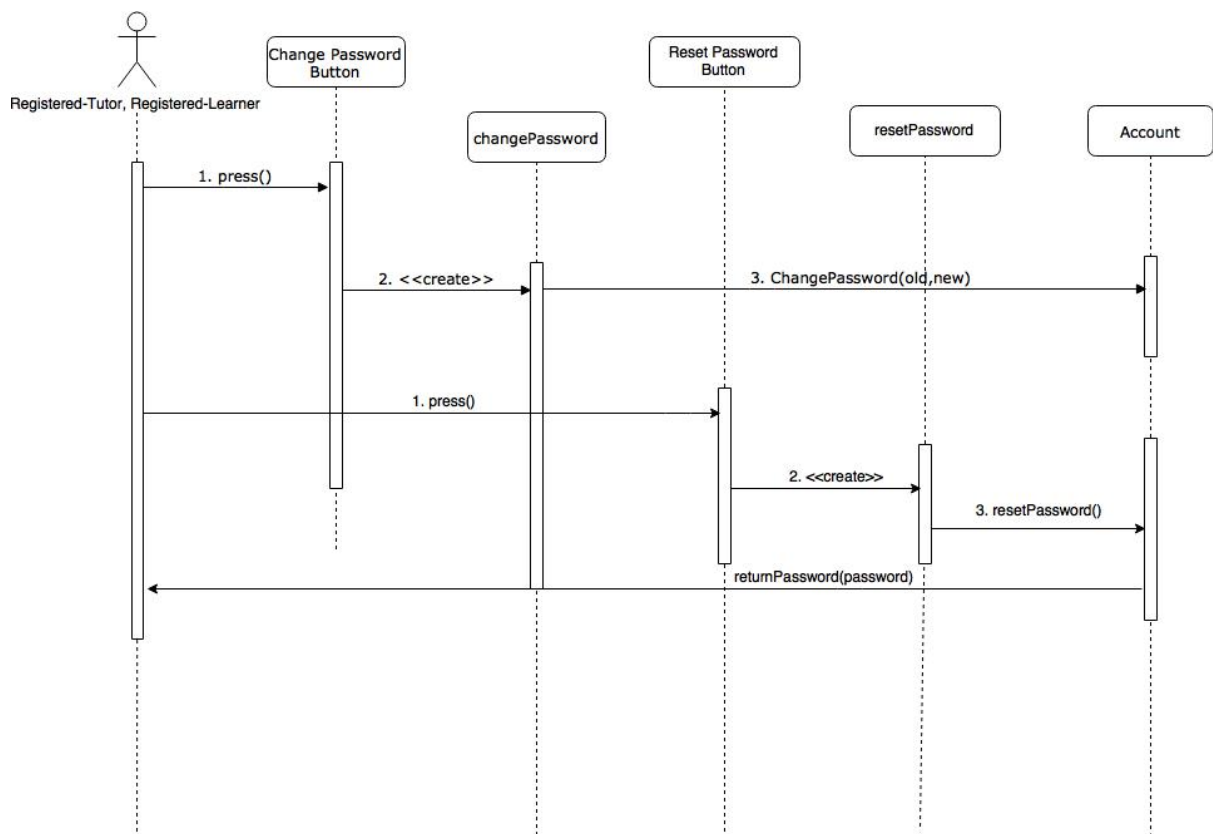 Change Password
Button
Reset Password
Button
Registered-Tutor, Registered-Learner
changePassword
resetPassword
Account
1. press()
2. <<create>>
3. ChangePassword(old,new)
1. press()
2. <<create>>
3. resetPassword()
returnPassword(password)